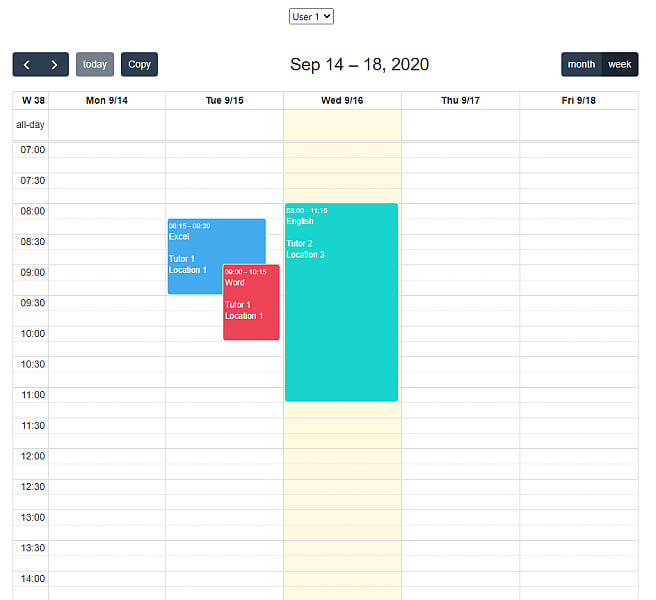 User 1
today Copy Sep 14 – 18, 2020 month week
W 38 Mon 9/14 Tue 9/15 Wed 9/16 Thu 9/17 Fri 9/18
all-day
07:00
07:30
08:00
08:30
09:00
09:30
10:00
10:30
11:00
11:30
12:00
12:30
13:00
13:30
14:00
08:15 - 09:30
Excel
Tutor 1
Location 1
09:00 - 10:15
Word
Tutor 1
Location 1
08:00 - 11:15
English
Tutor 2
Location 3